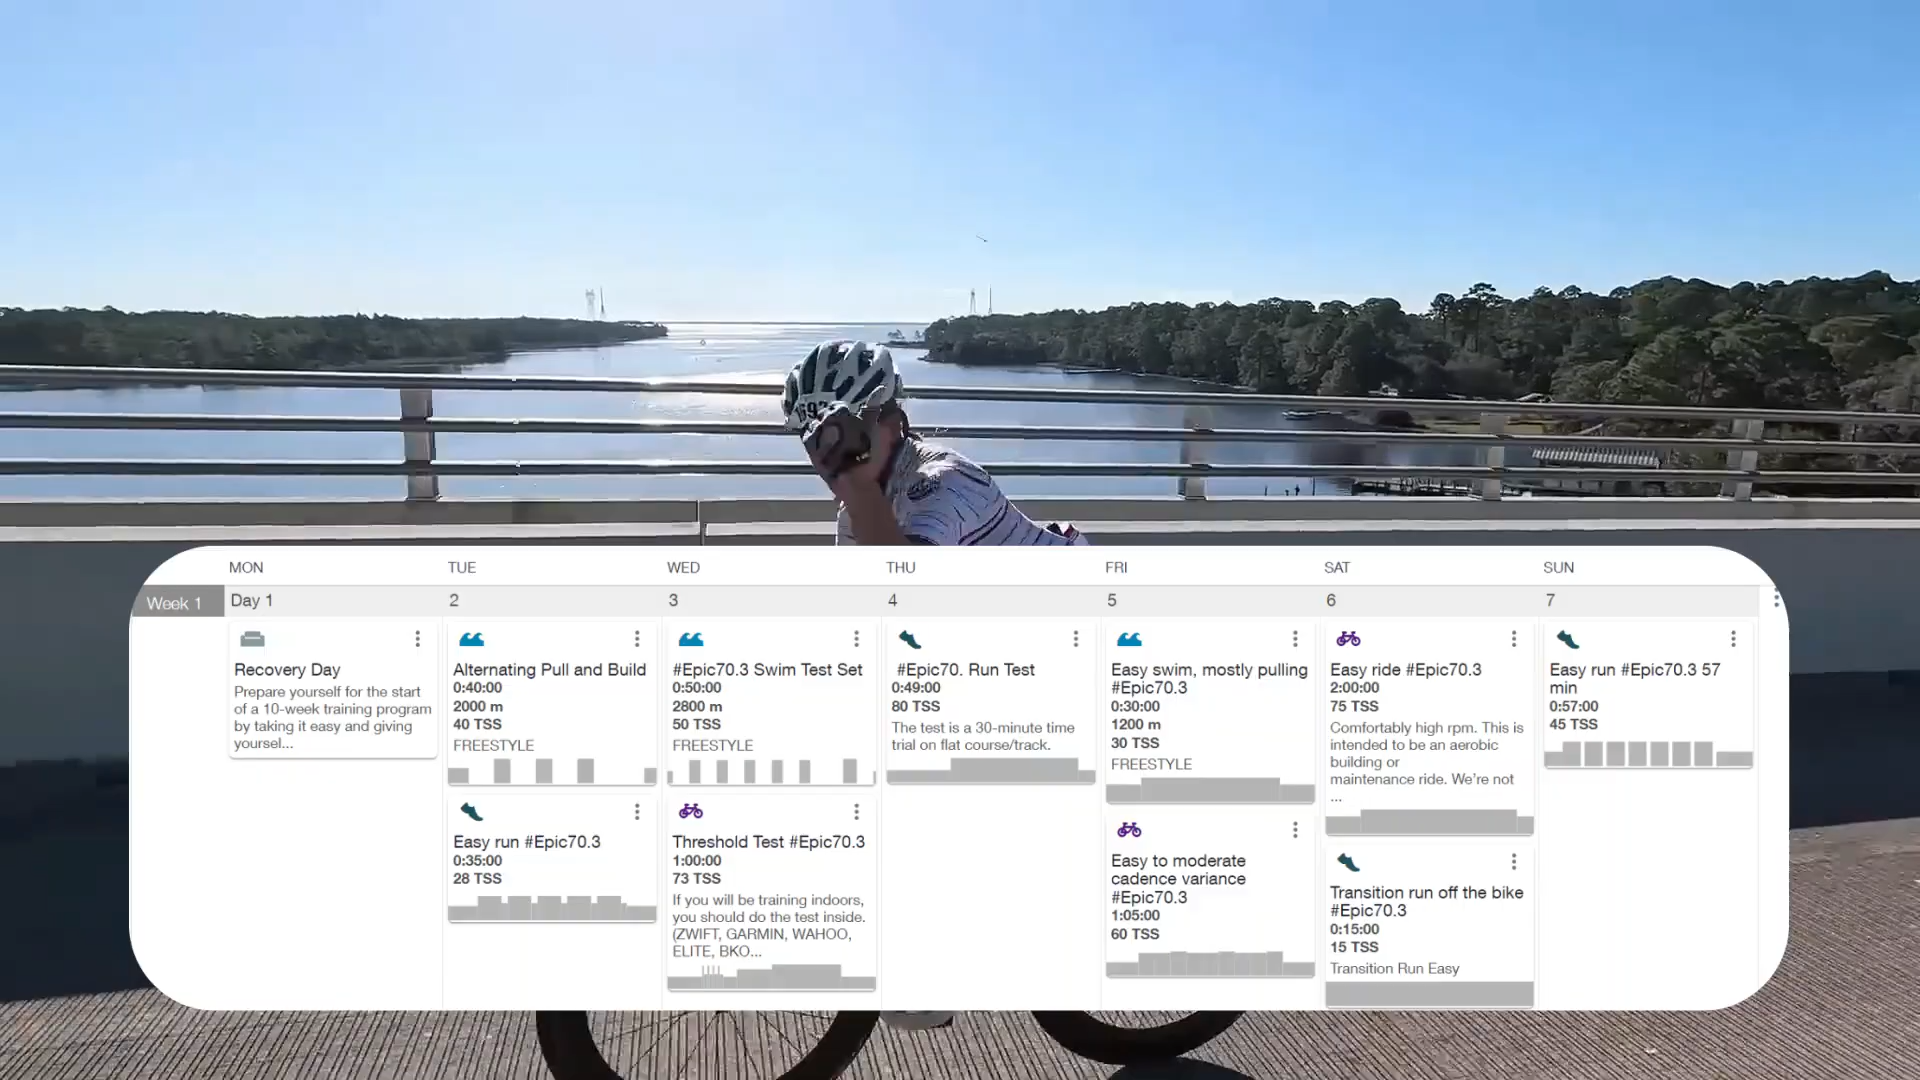 MON TUE WED THU FRI SAT SUN
Week 1 Day 1 2 3 4 5 6 7
Recovery Day
Prepare yourself for the start
of a 10-week training program
by taking it easy and giving
yoursel...
Alternating Pull and Build
0:40:00
2000 m
40 TSS
FREESTYLE
Easy run #Epic70.3
0:35:00
28 TSS
#Epic70.3 Swim Test Set
0:50:00
2800 m
50 TSS
FREESTYLE
Threshold Test #Epic70.3
1:00:00
73 TSS
If you will be training indoors,
you should do the test inside.
(ZWIFT, GARMIN, WAHOO,
ELITE, BKO...
#Epic70. Run Test
0:49:00
80 TSS
The test is a 30-minute time
trial on flat course/track.
Easy swim, mostly pulling
#Epic70.3
0:30:00
1200 m
30 TSS
FREESTYLE
Easy to moderate
cadence variance
#Epic70.3
1:05:00
60 TSS
Easy ride #Epic70.3
2:00:00
75 TSS
Comfortably high rpm. This is
intended to be an aerobic
building or
maintenance ride. We're not
...
Transition run off the bike
#Epic70.3
0:15:00
15 TSS
Transition Run Easy
Easy run #Epic70.3 57
min
0:57:00
45 TSS